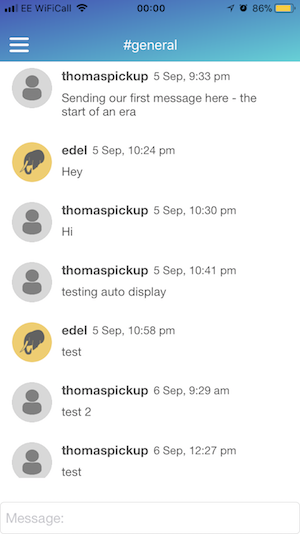 EE WiFiCall 00:00 86%
#general
thomaspickup 5 Sep, 9:33 pm
Sending our first message here - the
start of an era
edel 5 Sep, 10:24 pm
Hey
thomaspickup 5 Sep, 10:30 pm
Hi
thomaspickup 5 Sep, 10:41 pm
testing auto display
edel 5 Sep, 10:58 pm
test
thomaspickup 6 Sep, 9:29 am
test 2
thomaspickup 6 Sep, 12:27 pm
test
Message: